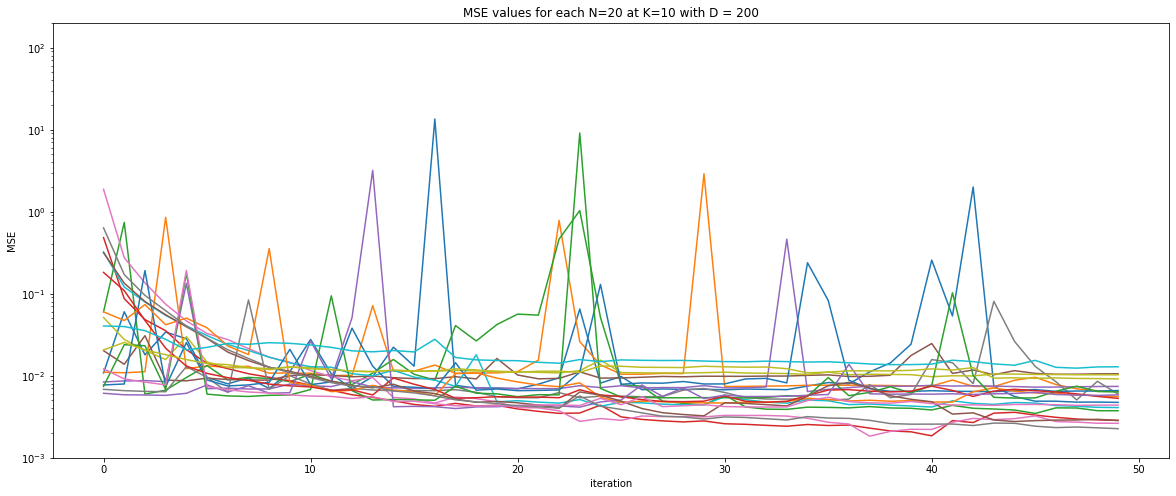 MSE values for each N=20 at K=10 with D = 200
MSE
10²
10¹
10⁰
10⁻¹
10⁻²
10⁻³
0 10 20 30 40 50
iteration